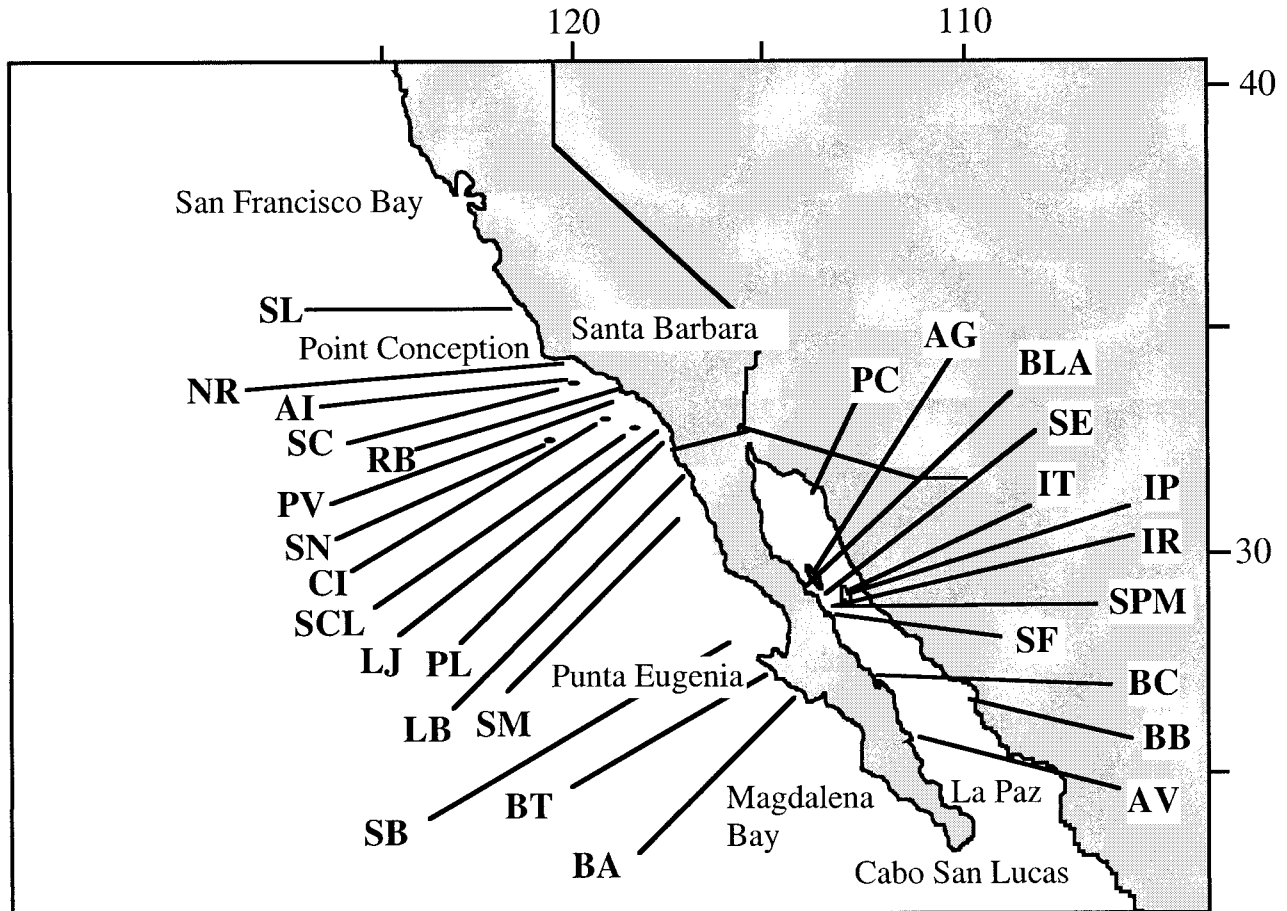 120
110
40
San Francisco Bay
SL
Santa Barbara
AG
Point Conception
BLA
PC
NR
AI
SE
SC
RB
IT
IP
PV
IR
SN
30
CI
SPM
SCL
SF
LJ
PL
Punta Eugenia
BC
LB
SM
BB
Magdalena
Bay
La Paz
AV
BT
SB
BA
Cabo San Lucas